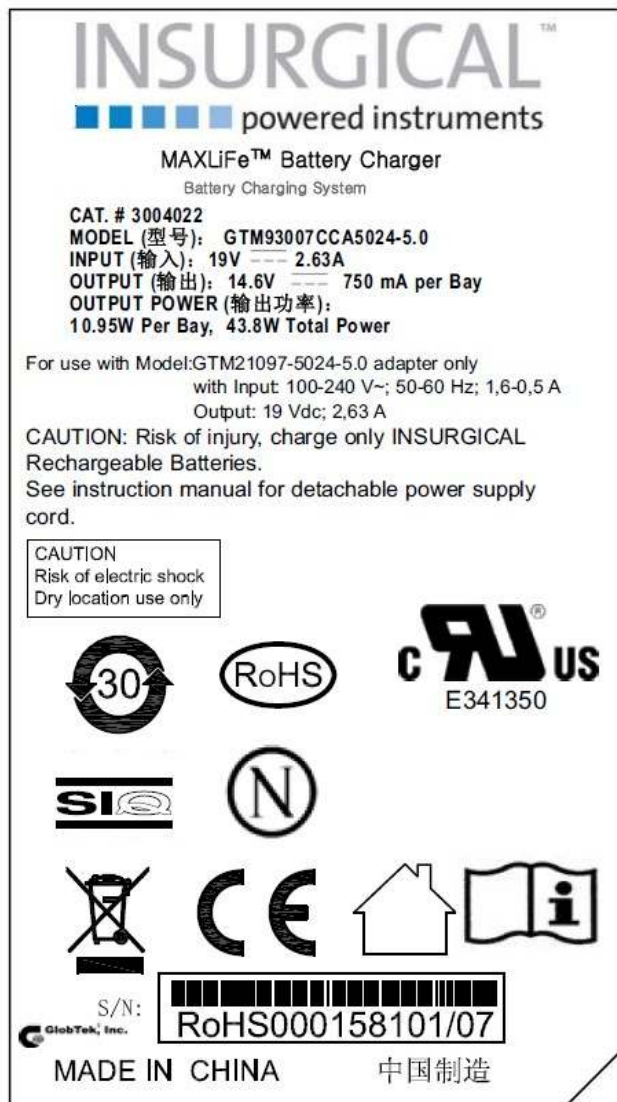 INSURGICAL™
powered instruments
MAXLiFe™ Battery Charger
Battery Charging System
CAT. # 3004022
MODEL (型号): GTM93007CCA5024-5.0
INPUT (输入): 19V 2.63A
OUTPUT (输出): 14.6V 750 mA per Bay
OUTPUT POWER (输出功率):
10.95W Per Bay, 43.8W Total Power
For use with Model:GTM21097-5024-5.0 adapter only
with Input: 100-240 V~; 50-60 Hz; 1,6-0,5 A
Output: 19 Vdc; 2,63 A
CAUTION: Risk of injury, charge only INSURGICAL
Rechargeable Batteries.
See instruction manual for detachable power supply
cord.
CAUTION
Risk of electric shock
Dry location use only
30
RoHS
C RU® US
E341350
SIQ
N
CE
i
S/N:
GlobTek, Inc.
RoHS000158101/07
MADE IN CHINA 中国制造